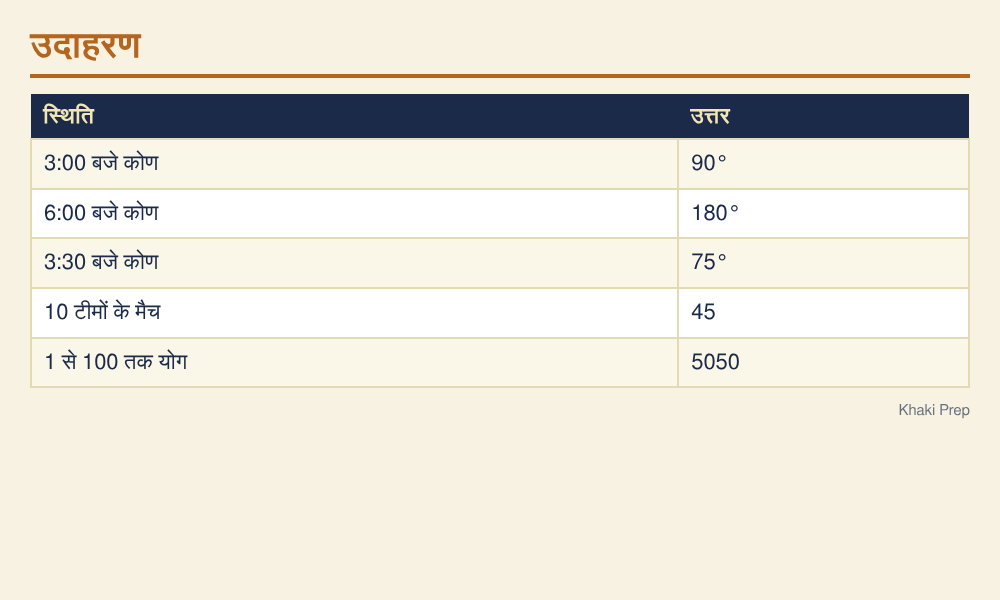 उदाहरण
स्थिति उत्तर
3:00 बजे कोण 90°
6:00 बजे कोण 180°
3:30 बजे कोण 75°
10 टीमों के मैच 45
1 से 100 तक योग 5050
Khaki Prep